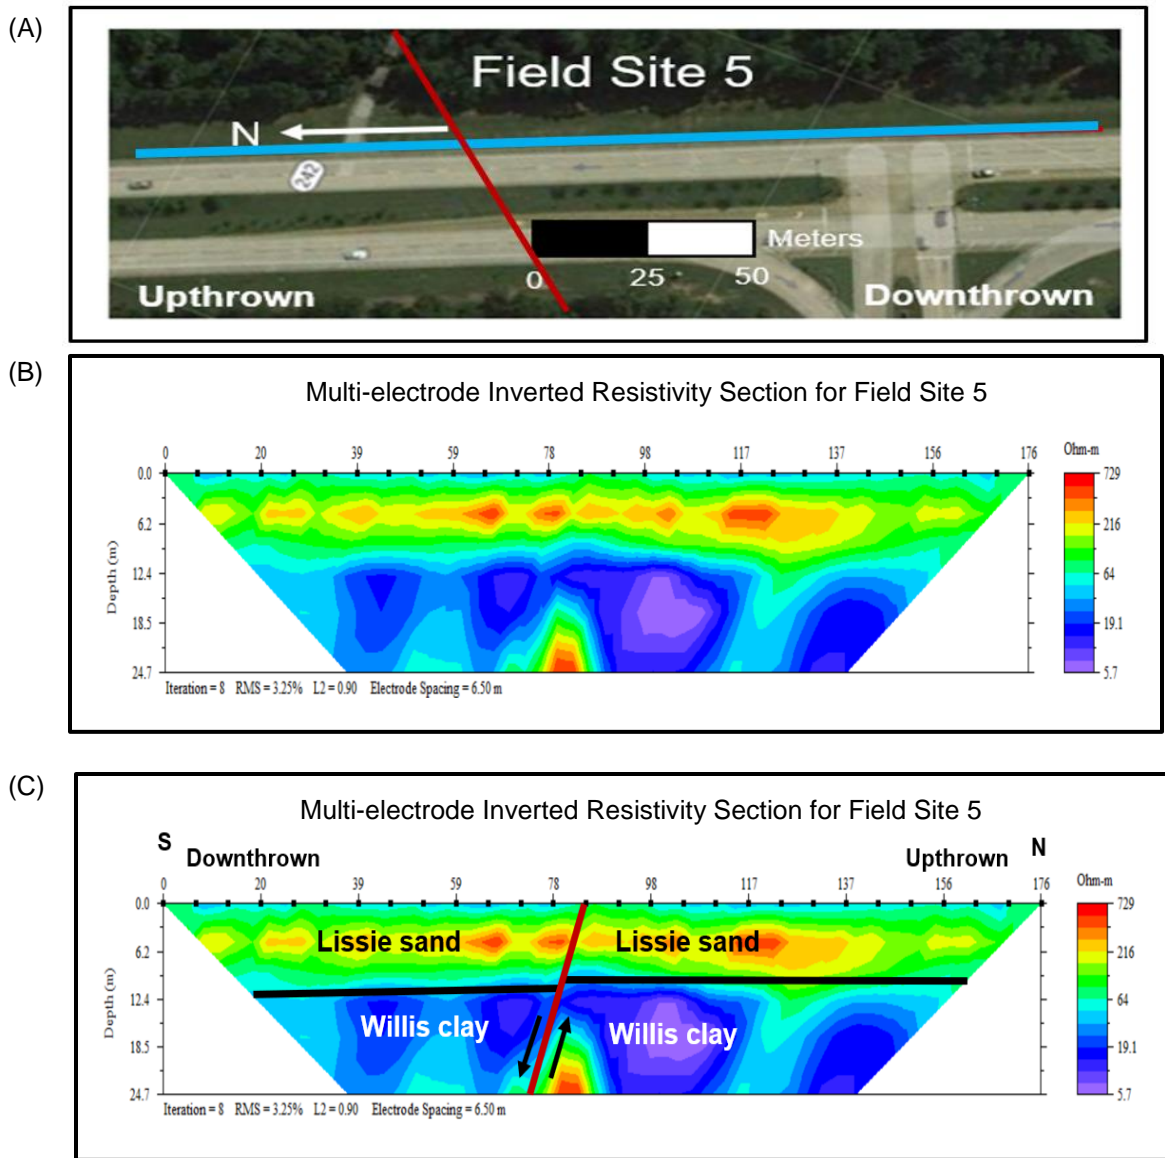 (A)
Field Site 5
N
242
Meters
0 25 50
Upthrown Downthrown
(B)
Multi-electrode Inverted Resistivity Section for Field Site 5
0 20 39 59 78 98 117 137 156 176
Ohm-m
Depth (m)
0.0
6.2
12.4
18.5
24.7
729
216
64
19.1
5.7
Iteration = 8 RMS = 3.25% L2 = 0.90 Electrode Spacing = 6.50 m
(C)
Multi-electrode Inverted Resistivity Section for Field Site 5
S N
Downthrown Upthrown
0 20 39 59 78 98 117 137 156 176
Ohm-m
Depth (m)
0.0
6.2
12.4
18.5
24.7
Lissie sand Lissie sand
Willis clay Willis clay
729
216
64
19.1
5.7
Iteration = 8 RMS = 3.25% L2 = 0.90 Electrode Spacing = 6.50 m